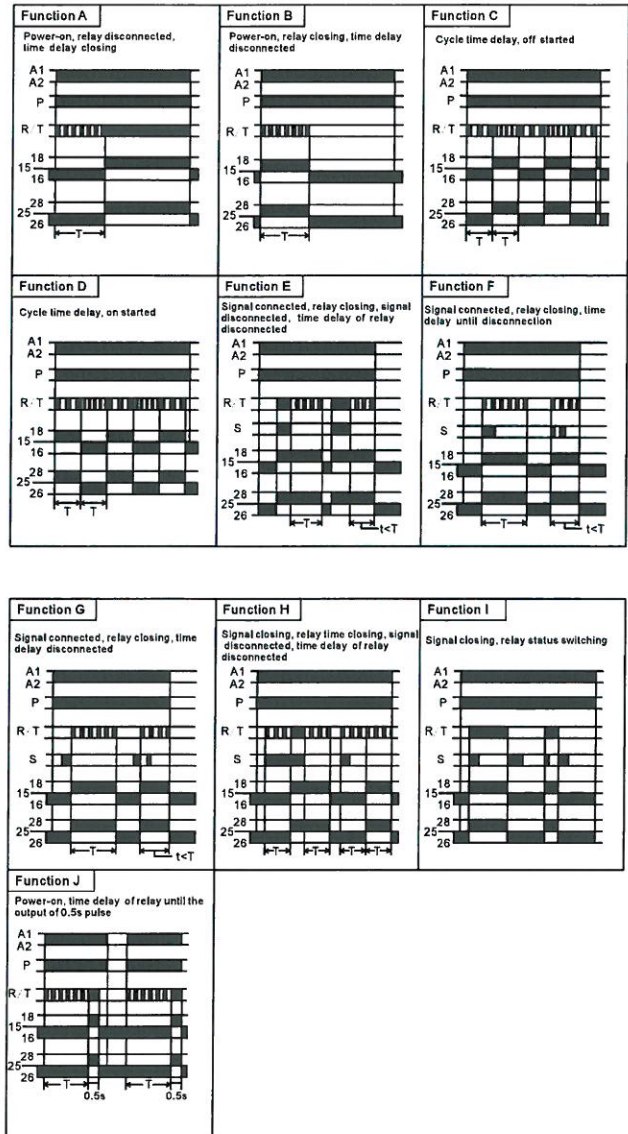 Function A
Power-on, relay disconnected,
time delay closing
A1
A2
P
R/T
18
15
16
28
25
26
T
Function B
Power-on, relay closing, time delay
disconnected
A1
A2
P
R/T
18
15
16
28
25
26
T
Function C
Cycle time delay, off started
A1
A2
P
R/T
18
15
16
28
25
26
T T
Function D
Cycle time delay, on started
A1
A2
P
R/T
18
15
16
28
25
26
T T
Function E
Signal connected, relay closing, signal
disconnected, time delay of relay
disconnected
A1
A2
P
R/T
S
18
15
16
28
25
26
T
t<T
Function F
Signal connected, relay closing, time
delay until disconnection
A1
A2
P
R/T
S
18
15
16
28
25
26
T
t<T
Function G
Signal connected, relay closing, time
delay disconnected
A1
A2
P
R/T
S
18
15
16
28
25
26
T
t<T
Function H
Signal closing, relay time closing, signal
disconnected, time delay of relay
disconnected
A1
A2
P
R/T
S
18
15
16
28
25
26
T T T T
Function I
Signal closing, relay status switching
A1
A2
P
R/T
S
18
15
16
28
25
26
Function J
Power-on, time delay of relay until the
output of 0.5s pulse
A1
A2
P
R/T
18
15
16
28
25
26
T T
0.5s 0.5s